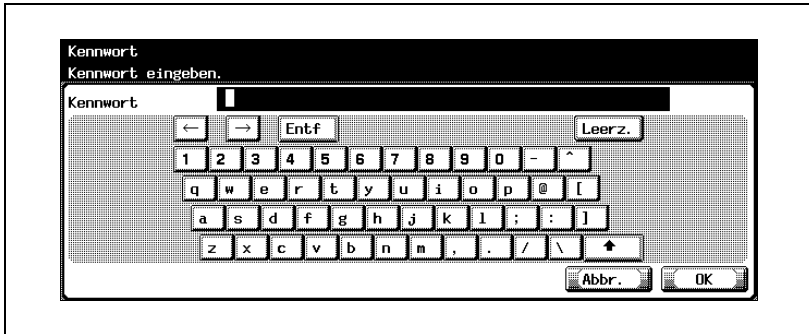 Kennwort
Kennwort eingeben.
Kennwort
← → Entf Leerz.
1 2 3 4 5 6 7 8 9 0 - ^
q w e r t y u i o p @ [
a s d f g h j k l ; : ]
z x c v b n m , . / \ ↑
Abbr. OK